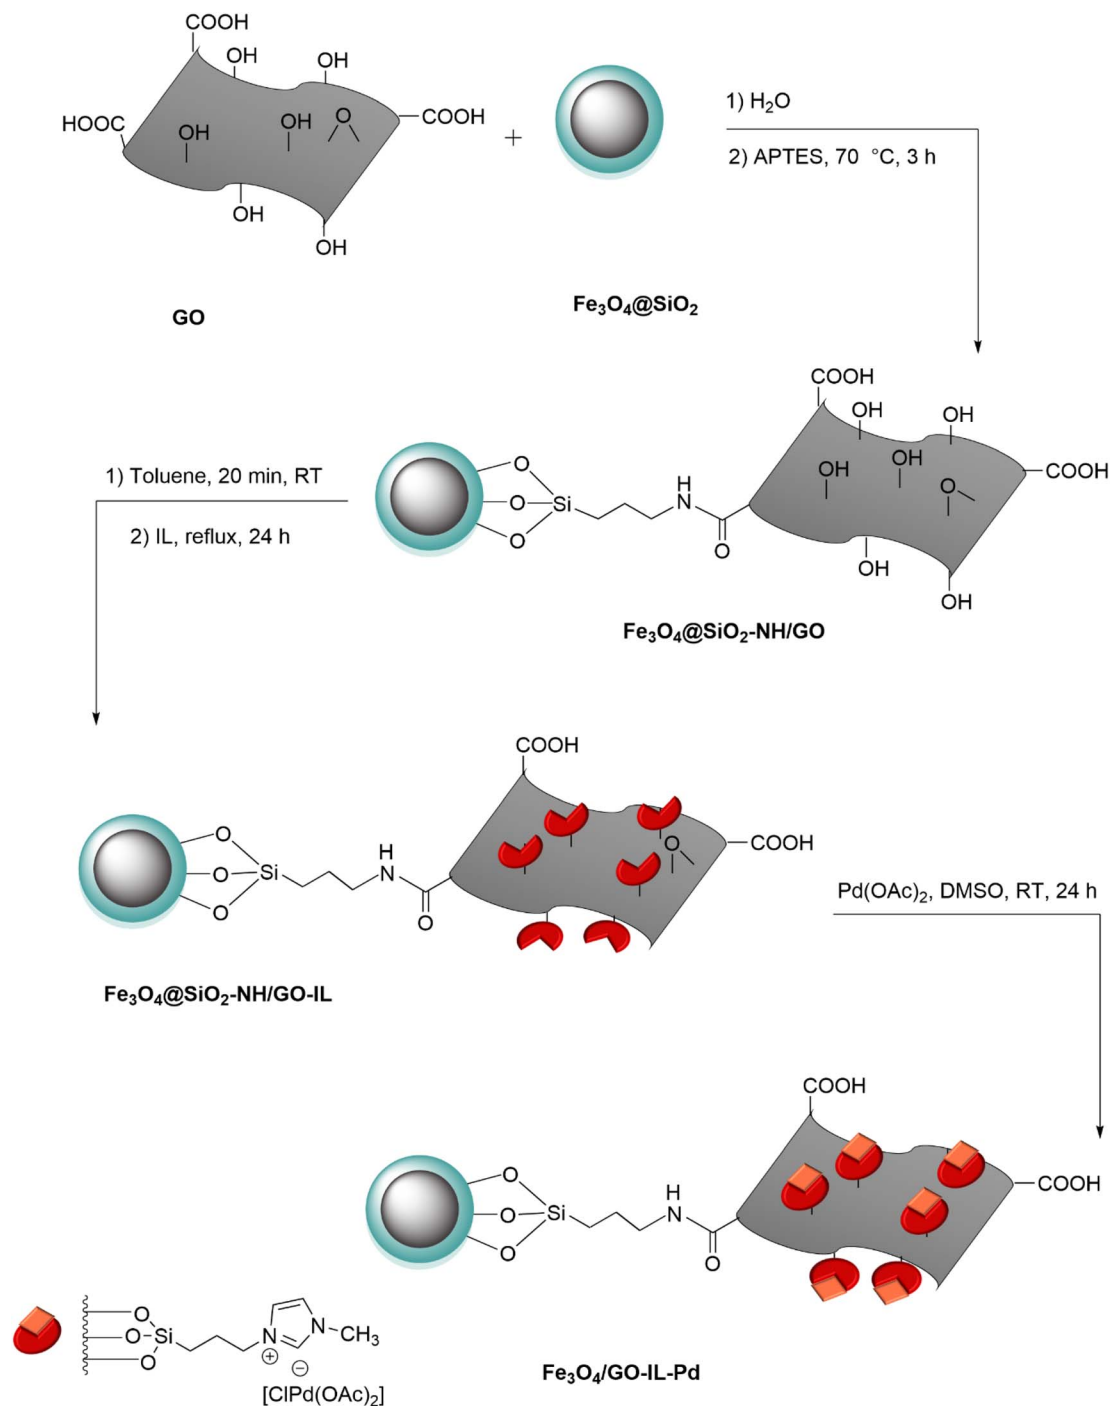 COOH
OH
OH
HOOC
OH
OH
O
COOH
OH
OH
+
1) H₂O
2) APTES, 70 °C, 3 h
GO
Fe₃O₄@SiO₂
COOH
OH
OH
OH
OH
O
COOH
OH
OH
O
O
O
Si
H
N
O
1) Toluene, 20 min, RT
2) IL, reflux, 24 h
Fe₃O₄@SiO₂-NH/GO
COOH
O
COOH
O
O
O
Si
H
N
O
Pd(OAc)₂, DMSO, RT, 24 h
Fe₃O₄@SiO₂-NH/GO-IL
COOH
COOH
O
O
O
Si
H
N
O
O
O
O
Si
N
N
CH₃
+
−
[ClPd(OAc)₂]
Fe₃O₄/GO-IL-Pd